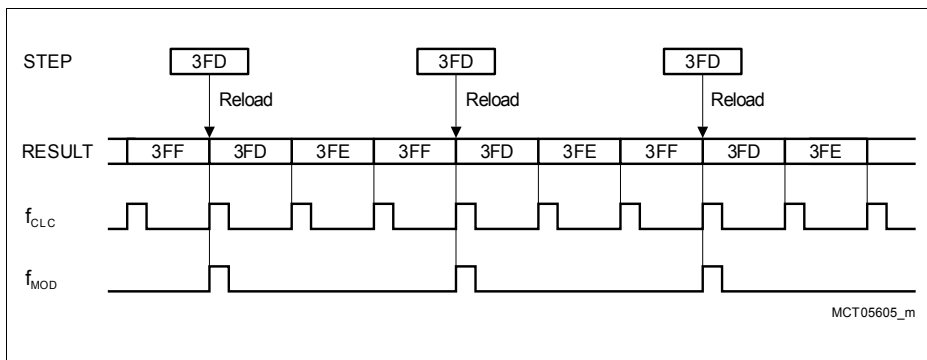 STEP 3FD 3FD 3FD
Reload Reload Reload
RESULT 3FF 3FD 3FE 3FF 3FD 3FE 3FF 3FD 3FE
fCLC
fMOD
MCT05605_m